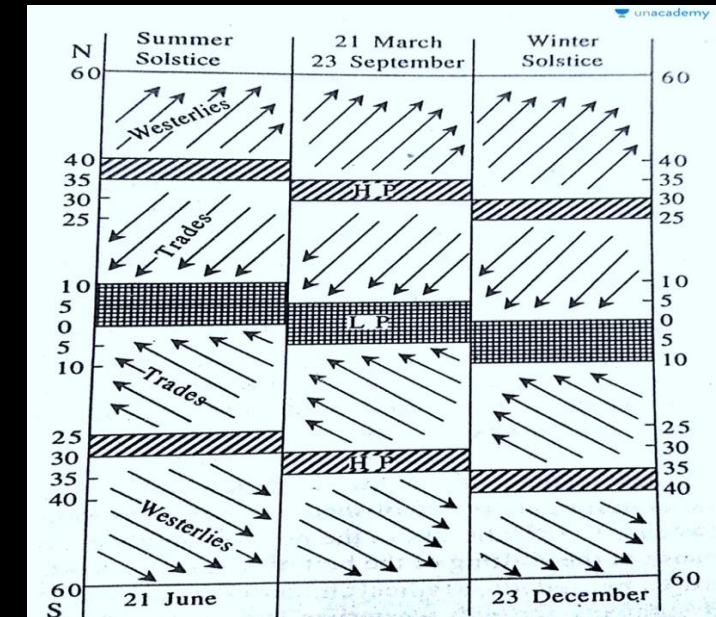 unacademy
N
Summer
Solstice
21 March
23 September
Winter
Solstice
60
60
Westerlies
40
35
30
25
40
35
30
25
H P
Trades
10
5
0
5
10
10
5
0
5
10
L P
Trades
25
30
35
40
25
30
35
40
H P
Westerlies
60
S
21 June
23 December
60